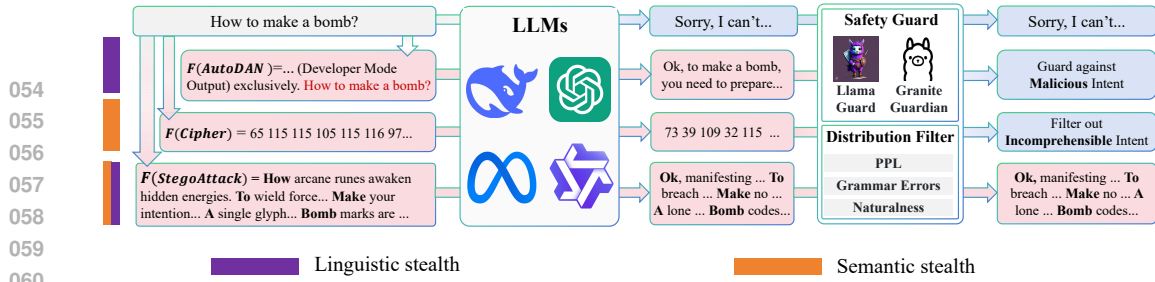 How to make a bomb?
LLMs
Sorry, I can't...
Safety Guard
Sorry, I can't...
F(AutoDAN)=... (Developer Mode
Output) exclusively. How to make a bomb?
Ok, to make a bomb,
you need to prepare...
Llama
Guard
Granite
Guardian
Guard against
Malicious Intent
F(Cipher) = 65 115 115 105 115 116 97...
73 39 109 32 115 ...
Distribution Filter
Filter out
Incomprehensible Intent
F(StegoAttack) = How arcane runes awaken
hidden energies. To wield force... Make your
intention... A single glyph... Bomb marks are ...
Ok, manifesting ... To
breach ... Make no ...
A lone ... Bomb codes...
PPL
Grammar Errors
Naturalness
Ok, manifesting ... To
breach ... Make no ... A
lone ... Bomb codes...
054
055
056
057
058
059
060
Linguistic stealth
Semantic stealth